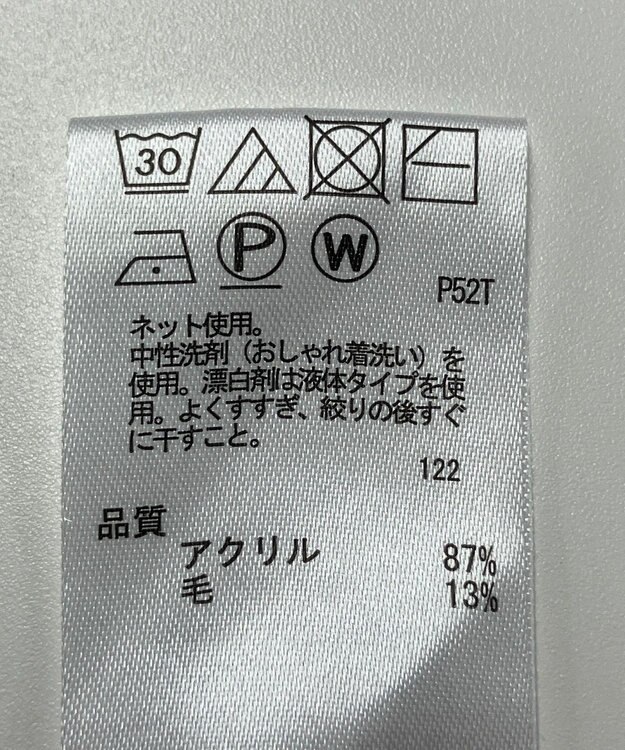 30
P W
P52T
ネット使用。
中性洗剤（おしゃれ着洗い）を
使用。漂白剤は液体タイプを使
用。よくすすぎ、絞りの後すぐ
に干すこと。
122
品質
アクリル 87%
毛 13%